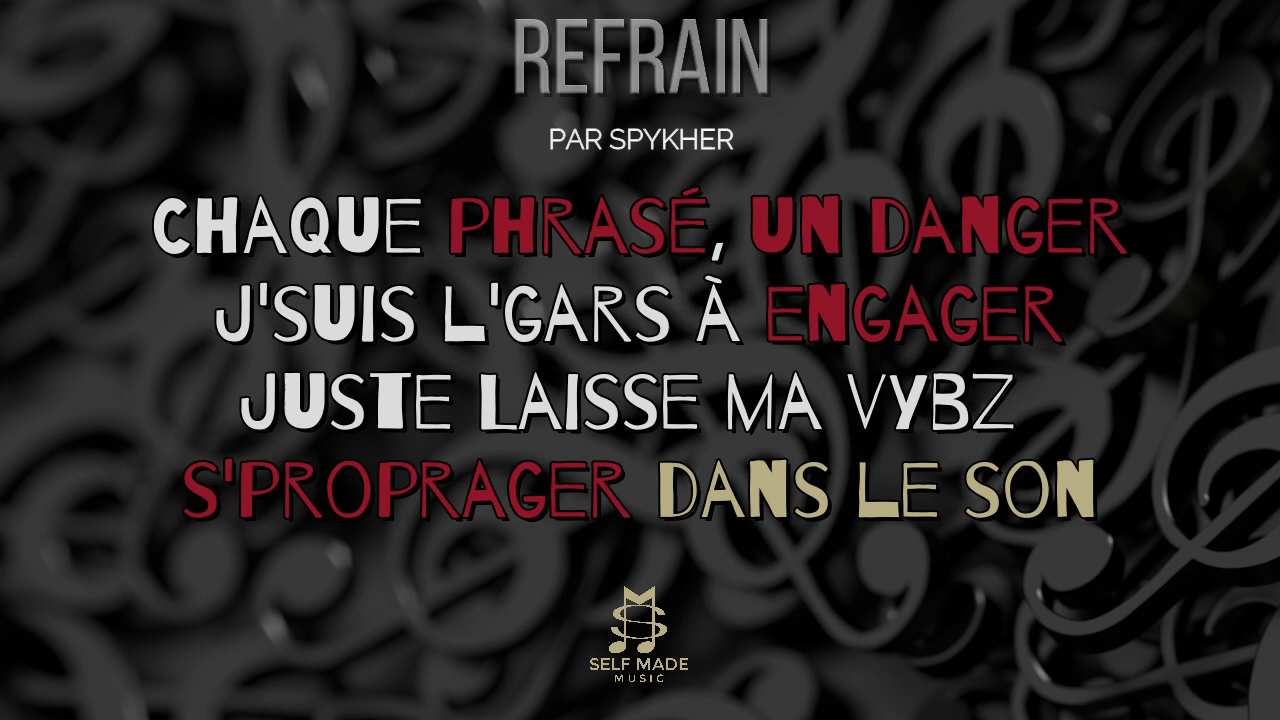 REFRAIN
PAR SPYKHER
CHAQUE PHRASÉ, UN DANGER
J'SUIS L'GARS À ENGAGER
JUSTE LAISSE MA VYBZ
S'PROPRAGER DANS LE SON
SELF MADE
MUSIC